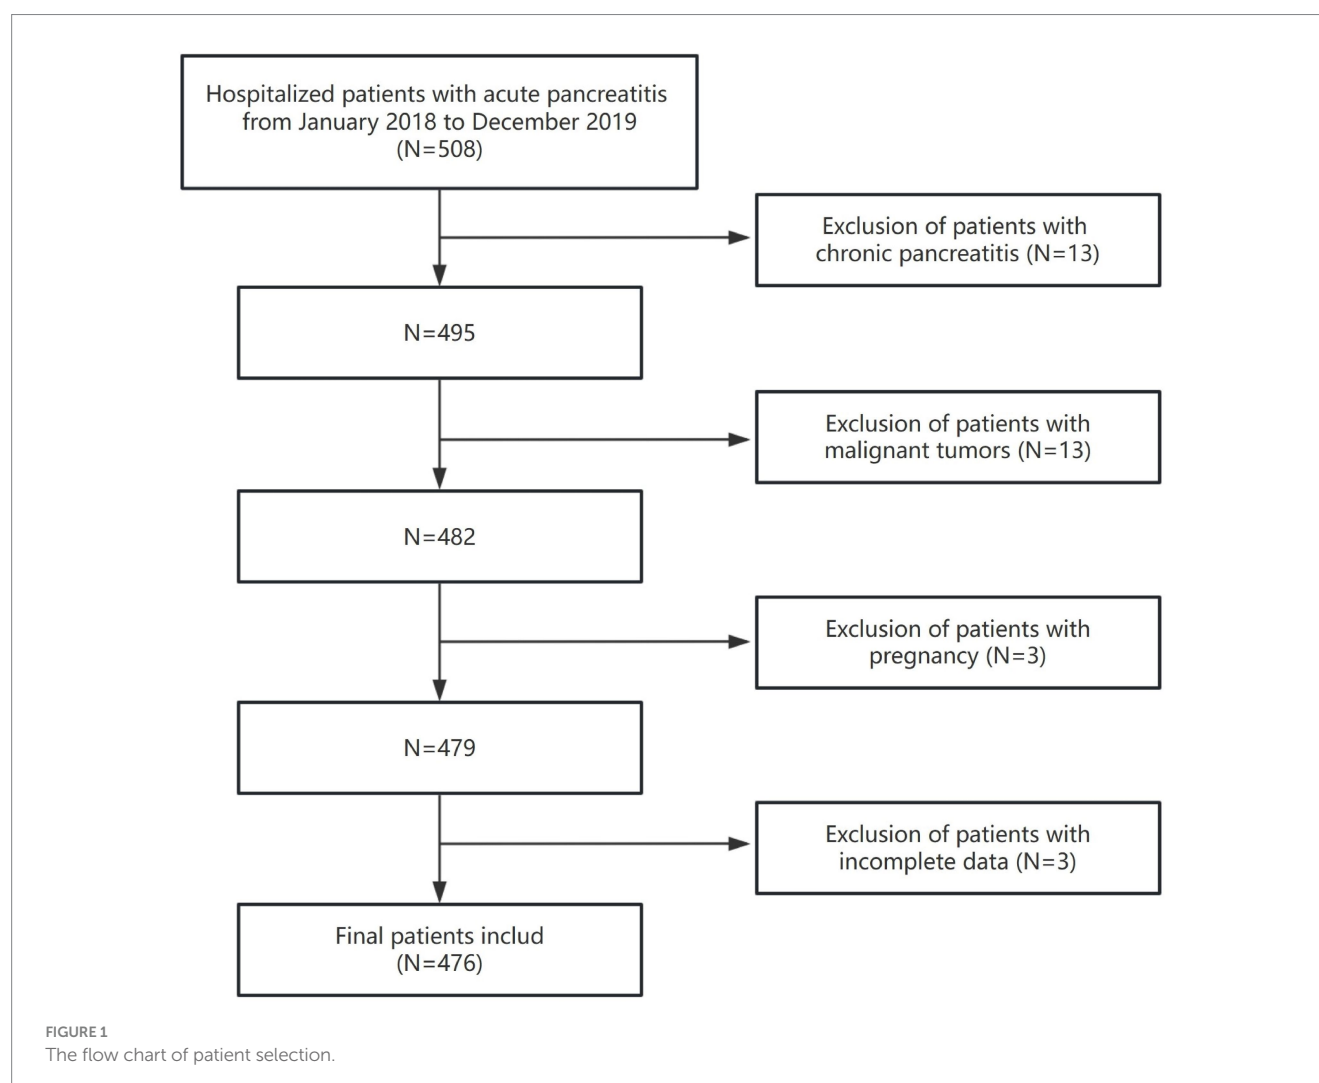 Hospitalized patients with acute pancreatitis
from January 2018 to December 2019
(N=508)
Exclusion of patients with
chronic pancreatitis (N=13)
N=495
Exclusion of patients with
malignant tumors (N=13)
N=482
Exclusion of patients with
pregnancy (N=3)
N=479
Exclusion of patients with
incomplete data (N=3)
Final patients includ
(N=476)
FIGURE 1
The flow chart of patient selection.